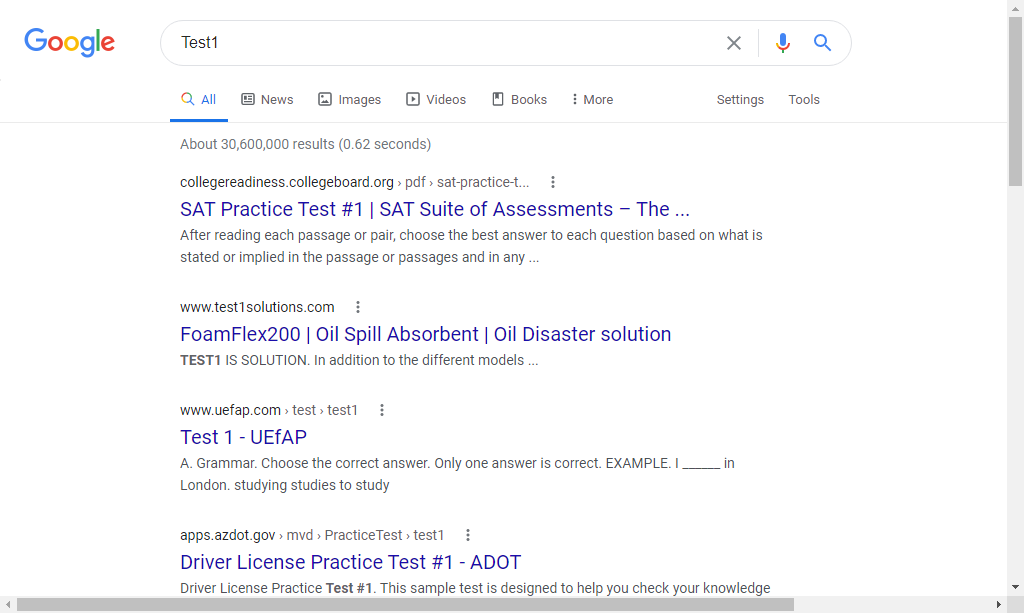 Google
Test1
All News Images Videos Books More Settings Tools
About 30,600,000 results (0.62 seconds)
collegereadiness.collegeboard.org › pdf › sat-practice-t...
SAT Practice Test #1 | SAT Suite of Assessments – The ...
After reading each passage or pair, choose the best answer to each question based on what is
stated or implied in the passage or passages and in any ...
www.test1solutions.com
FoamFlex200 | Oil Spill Absorbent | Oil Disaster solution
TEST1 IS SOLUTION. In addition to the different models ...
www.uefap.com › test › test1
Test 1 - UEfAP
A. Grammar. Choose the correct answer. Only one answer is correct. EXAMPLE. I ______ in
London. studying studies to study
apps.azdot.gov › mvd › PracticeTest › test1
Driver License Practice Test #1 - ADOT
Driver License Practice Test #1. This sample test is designed to help you check your knowledge